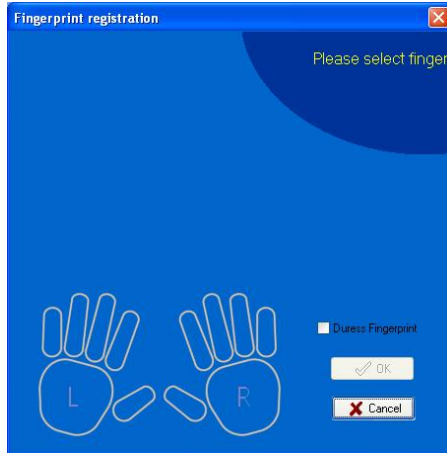 Fingerprint registration
Please select finger
Duress Fingerprint
L
R
OK
Cancel